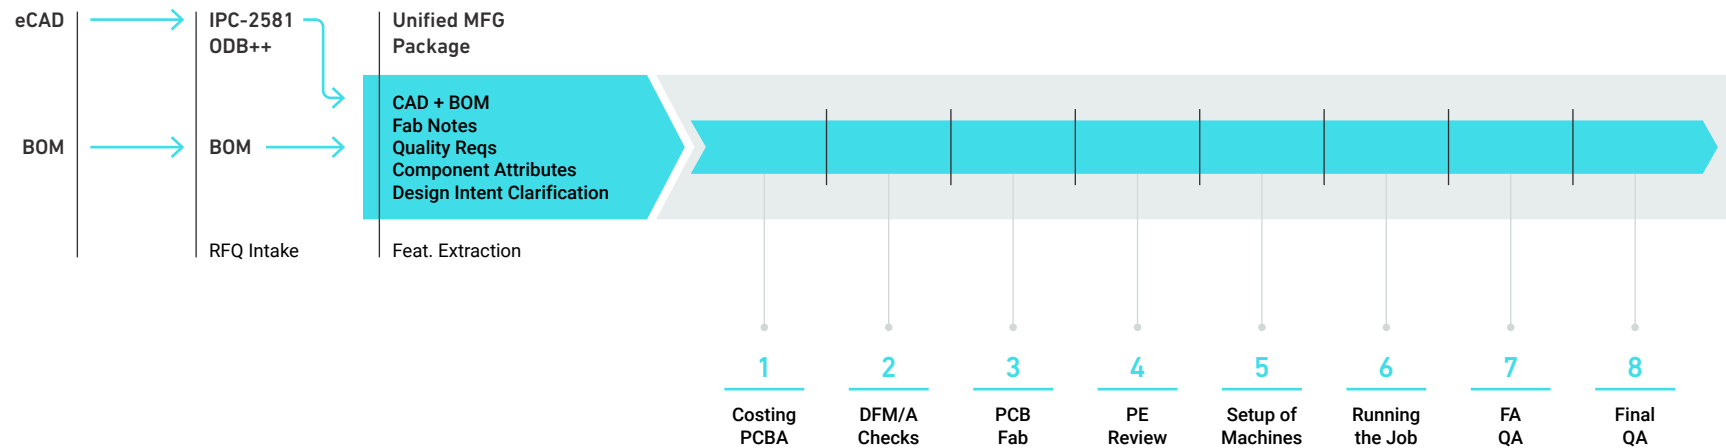 eCAD
IPC-2581
ODB++
Unified MFG
Package
BOM
BOM
CAD + BOM
Fab Notes
Quality Reqs
Component Attributes
Design Intent Clarification
RFQ Intake
Feat. Extraction
1
Costing
PCBA
2
DFM/A
Checks
3
PCB
Fab
4
PE
Review
5
Setup of
Machines
6
Running
the Job
7
FA
QA
8
Final
QA